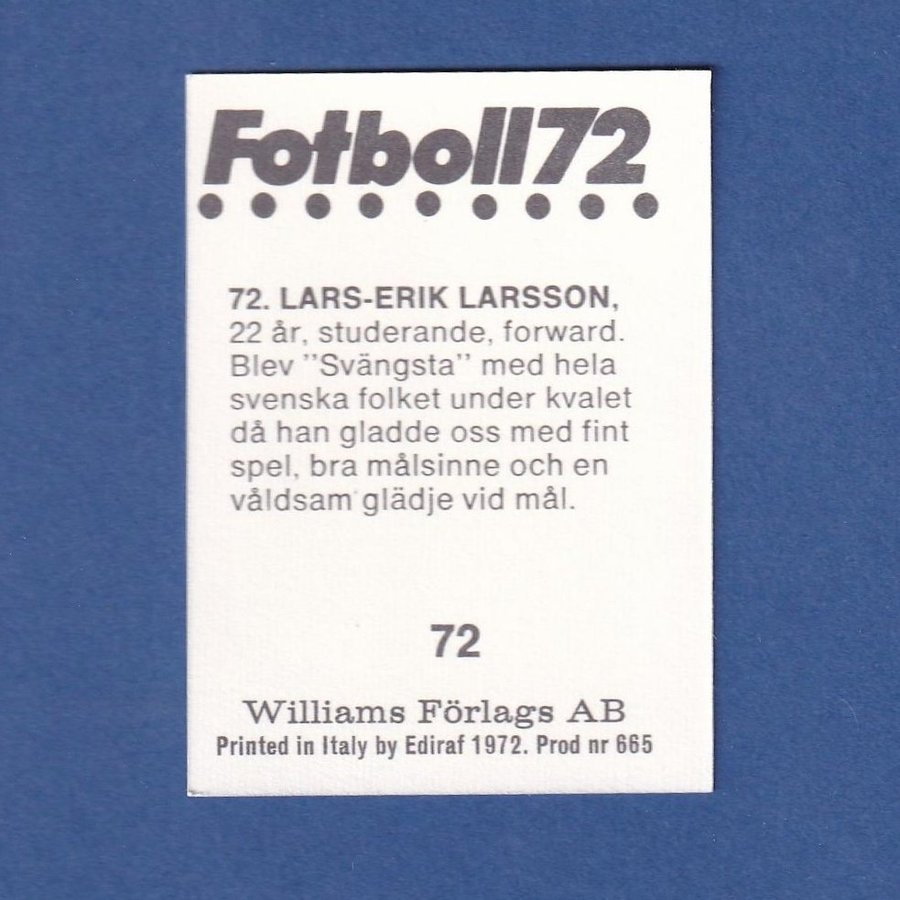 Fotboll72
72. LARS-ERIK LARSSON,
22 år, studerande, forward.
Blev "Svängsta" med hela
svenska folket under kvalet
då han gladde oss med fint
spel, bra målsinne och en
våldsam glädje vid mål.
72
Williams Förlags AB
Printed in Italy by Ediraf 1972. Prod nr 665